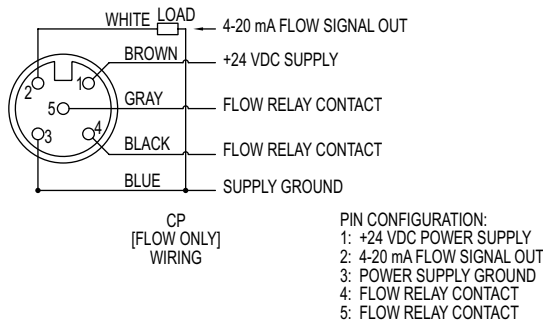 WHITE LOAD 4-20 mA FLOW SIGNAL OUT
BROWN +24 VDC SUPPLY
2 1
GRAY FLOW RELAY CONTACT
5
3 4
BLACK FLOW RELAY CONTACT
BLUE SUPPLY GROUND
CP
[FLOW ONLY]
WIRING
PIN CONFIGURATION:
1: +24 VDC POWER SUPPLY
2: 4-20 mA FLOW SIGNAL OUT
3: POWER SUPPLY GROUND
4: FLOW RELAY CONTACT
5: FLOW RELAY CONTACT